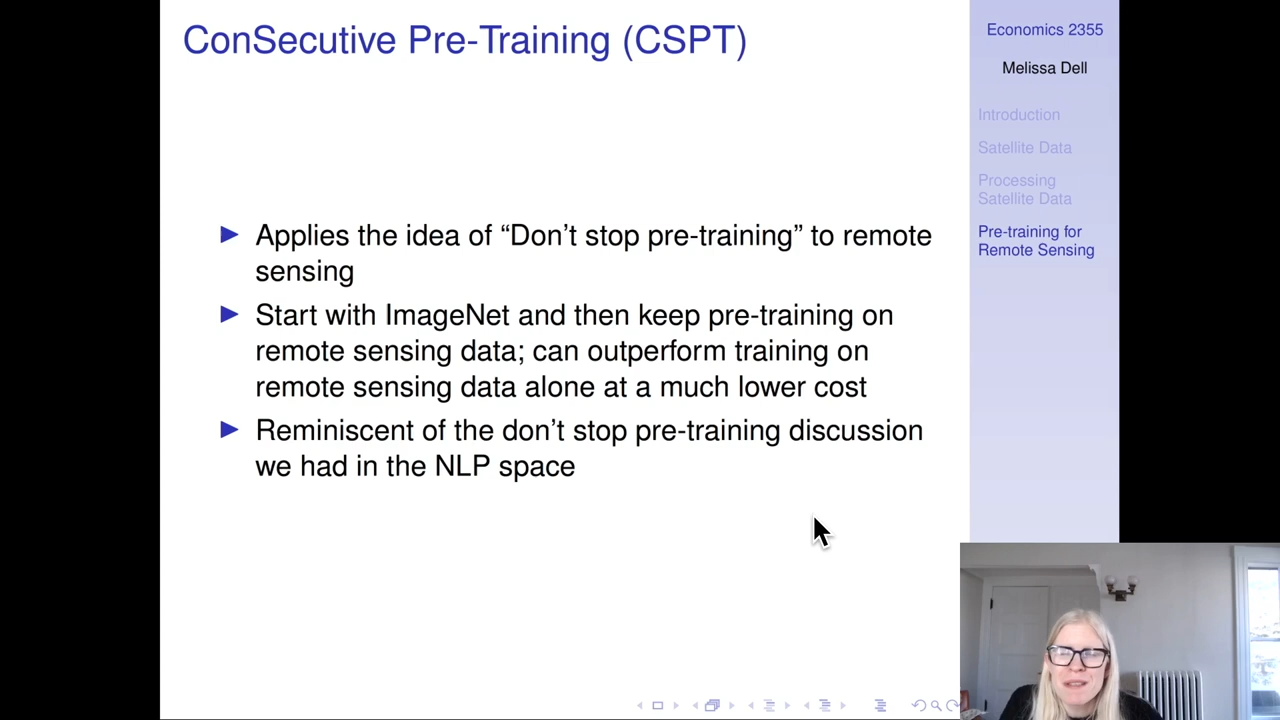 ConSecutive Pre-Training (CSPT)
Applies the idea of “Don’t stop pre-training” to remote
sensing
Start with ImageNet and then keep pre-training on
remote sensing data; can outperform training on
remote sensing data alone at a much lower cost
Reminiscent of the don’t stop pre-training discussion
we had in the NLP space
Economics 2355
Melissa Dell
Introduction
Satellite Data
Processing
Satellite Data
Pre-training for
Remote Sensing